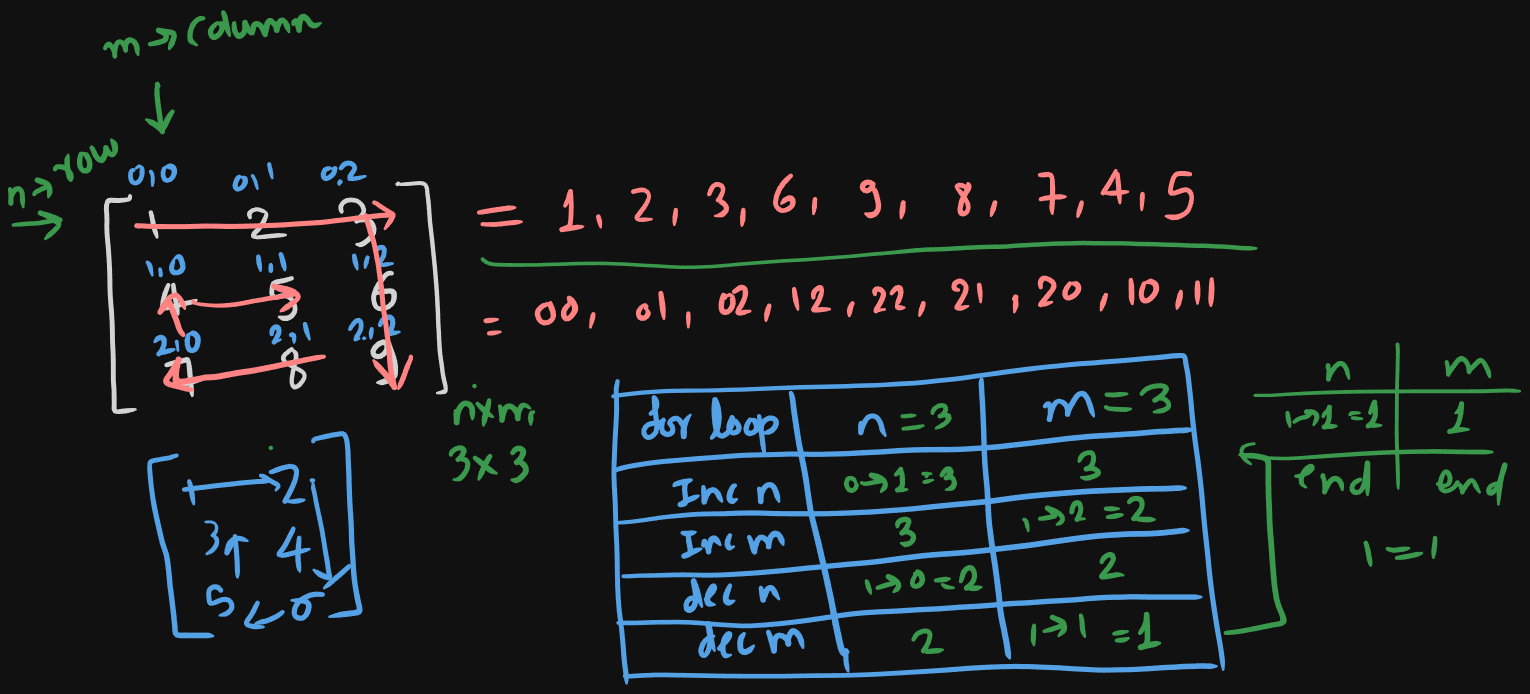 m → Column
n → row
0,0 0,1 0,2
1 2 3
1,0 1,1 1,2
4 5 6
2,0 2,1 2,2
7 8 9
= 1, 2, 3, 6, 9, 8, 7, 4, 5
= 00, 01, 02, 12, 22, 21, 20, 10, 11
n×m
3×3
1 2
3 4
5 6
for loop n=3 m=3
Inc n 0→2=3 3
Inc m 3 1→2=2
dec n 1→0=2 2
dec m 2 1→1=1
n m
1→1=1 1
end end
1=1